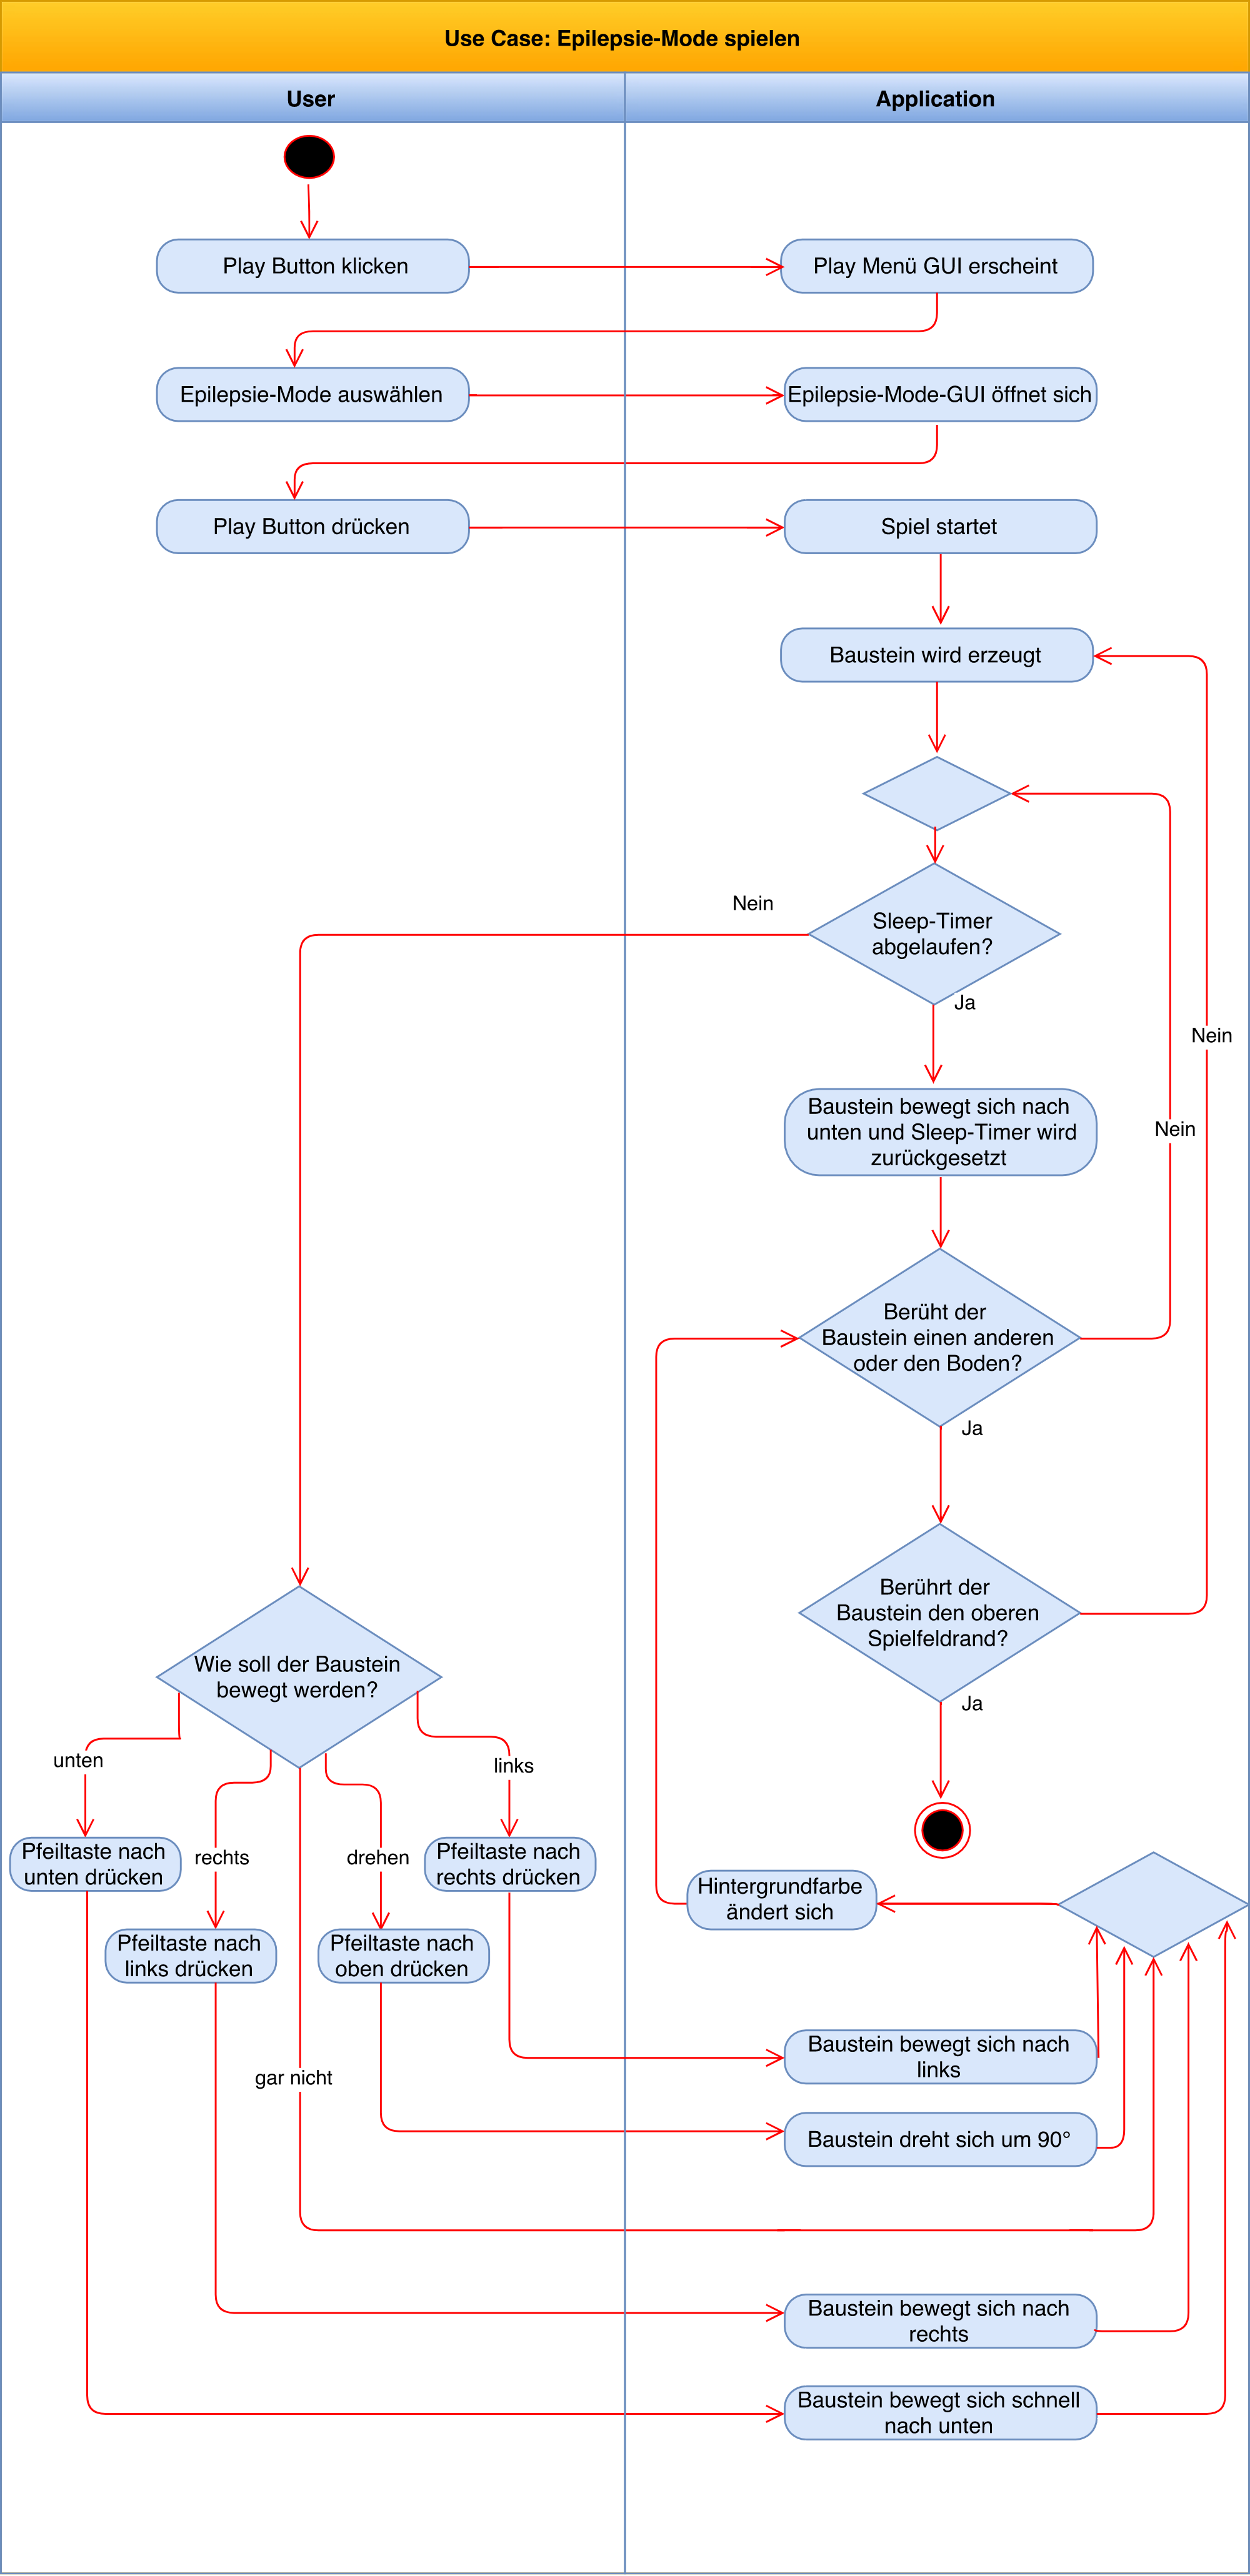 Use Case: Epilepsie-Mode spielen
User
Application
Play Button klicken
Play Menü GUI erscheint
Epilepsie-Mode auswählen
Epilepsie-Mode-GUI öffnet sich
Play Button drücken
Spiel startet
Baustein wird erzeugt
Nein
Sleep-Timer
abgelaufen?
Ja
Nein
Baustein bewegt sich nach
unten und Sleep-Timer wird
zurückgesetzt
Nein
Berüht der
Baustein einen anderen
oder den Boden?
Ja
Berührt der
Baustein den oberen
Spielfeldrand?
Ja
Wie soll der Baustein
bewegt werden?
unten
links
rechts
drehen
Pfeiltaste nach
unten drücken
Pfeiltaste nach
rechts drücken
Pfeiltaste nach
links drücken
Pfeiltaste nach
oben drücken
Hintergrundfarbe
ändert sich
gar nicht
Baustein bewegt sich nach
links
Baustein dreht sich um 90°
Baustein bewegt sich nach
rechts
Baustein bewegt sich schnell
nach unten